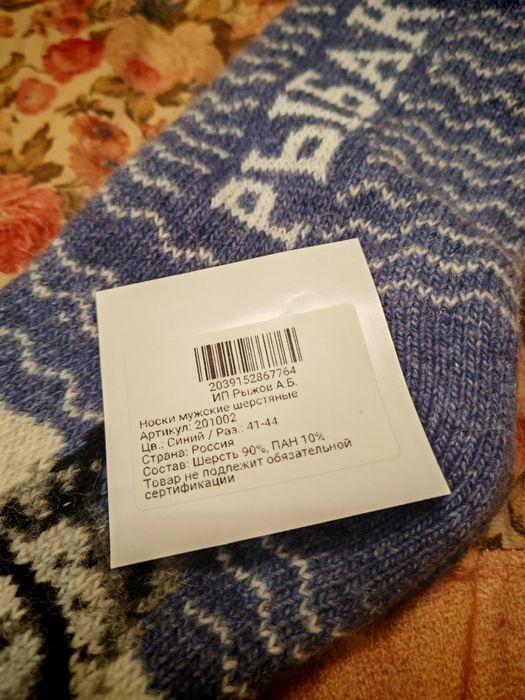 РЫБАК
2039152867764
ИП Рыжов А.Б.
Носки мужские шерстяные
Артикул: 201002
Цв.: Синий / Раз.: 41-44
Страна: Россия
Состав: Шерсть 90%, ПАН 10%
Товар не подлежит обязательной
сертификации